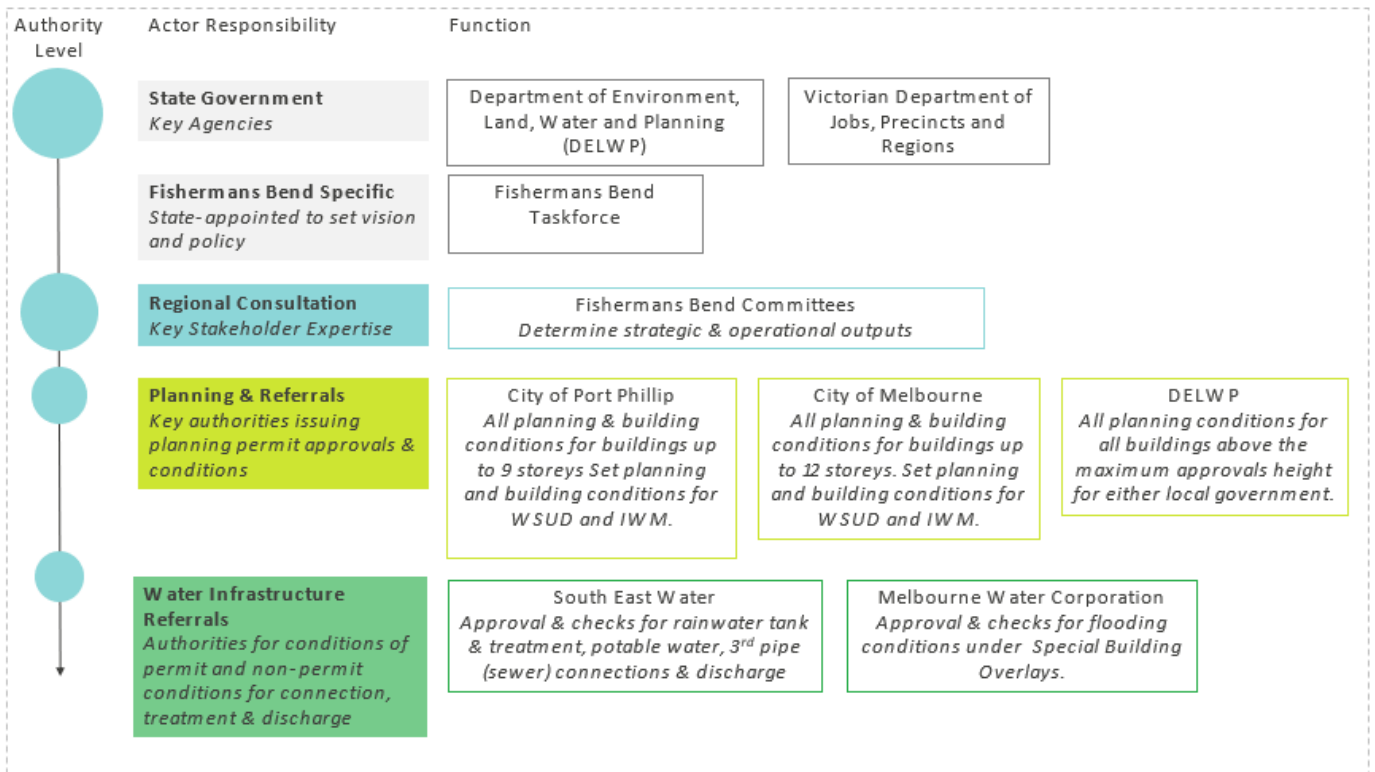 Authority Level
Actor Responsibility
Function
State Government
Key Agencies
Department of Environment,
Land, Water and Planning
(DELWP)
Victorian Department of
Jobs, Precincts and
Regions
Fishermans Bend Specific
State-appointed to set vision
and policy
Fishermans Bend
Taskforce
Regional Consultation
Key Stakeholder Expertise
Fishermans Bend Committees
Determine strategic & operational outputs
Planning & Referrals
Key authorities issuing
planning permit approvals &
conditions
City of Port Phillip
All planning & building
conditions for buildings up
to 9 storeys Set planning
and building conditions for
WSUD and IWM.
City of Melbourne
All planning & building
conditions for buildings up
to 12 storeys. Set planning
and building conditions for
WSUD and IWM.
DELWP
All planning conditions for
all buildings above the
maximum approvals height
for either local government.
Water Infrastructure
Referrals
Authorities for conditions of
permit and non-permit
conditions for connection,
treatment & discharge
South East Water
Approval & checks for rainwater tank
& treatment, potable water, 3rd pipe
(sewer) connections & discharge
Melbourne Water Corporation
Approval & checks for flooding
conditions under Special Building
Overlays.